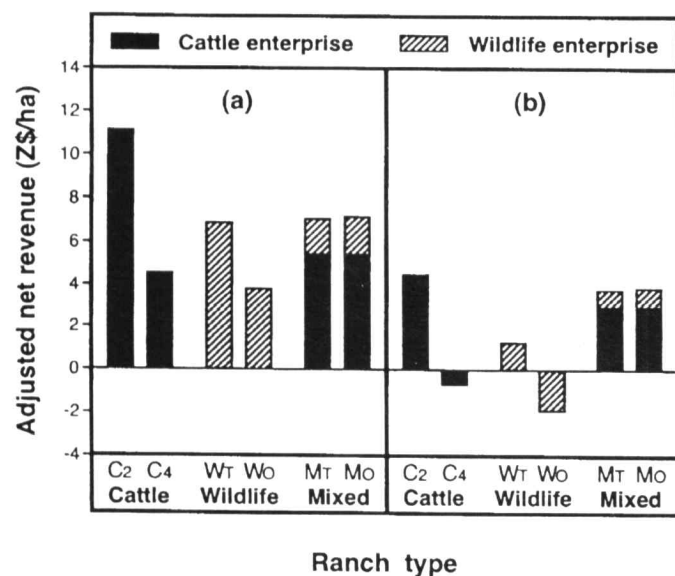 Cattle enterprise Wildlife enterprise
Adjusted net revenue (Z$/ha)
14
12
10
8
6
4
2
0
-2
-4
(a) (b)
C2 C4 WT WO MT MO C2 C4 WT WO MT MO
Cattle Wildlife Mixed Cattle Wildlife Mixed
Ranch type